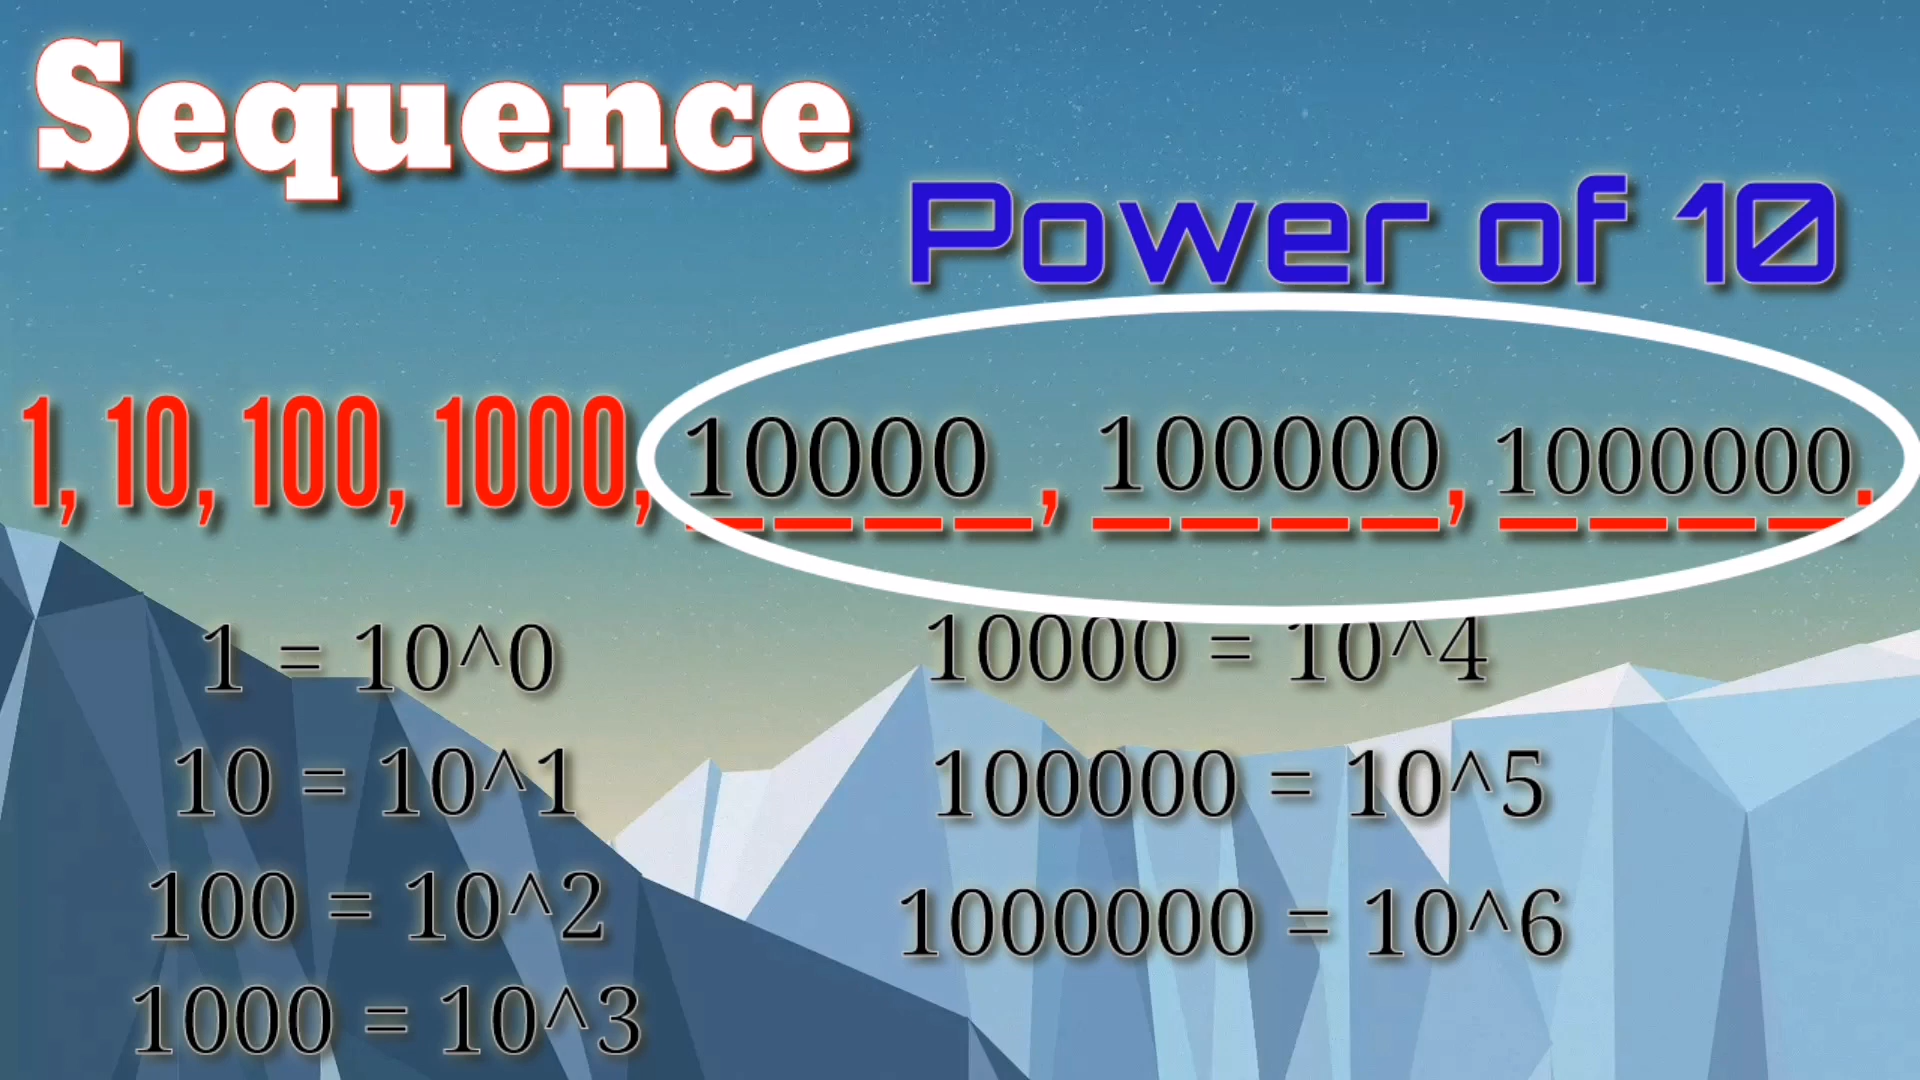 Sequence
Power of 10
1, 10, 100, 1000, 10000, 100000, 1000000.
1 = 10^0
10 = 10^1
100 = 10^2
1000 = 10^3
10000 = 10^4
100000 = 10^5
1000000 = 10^6